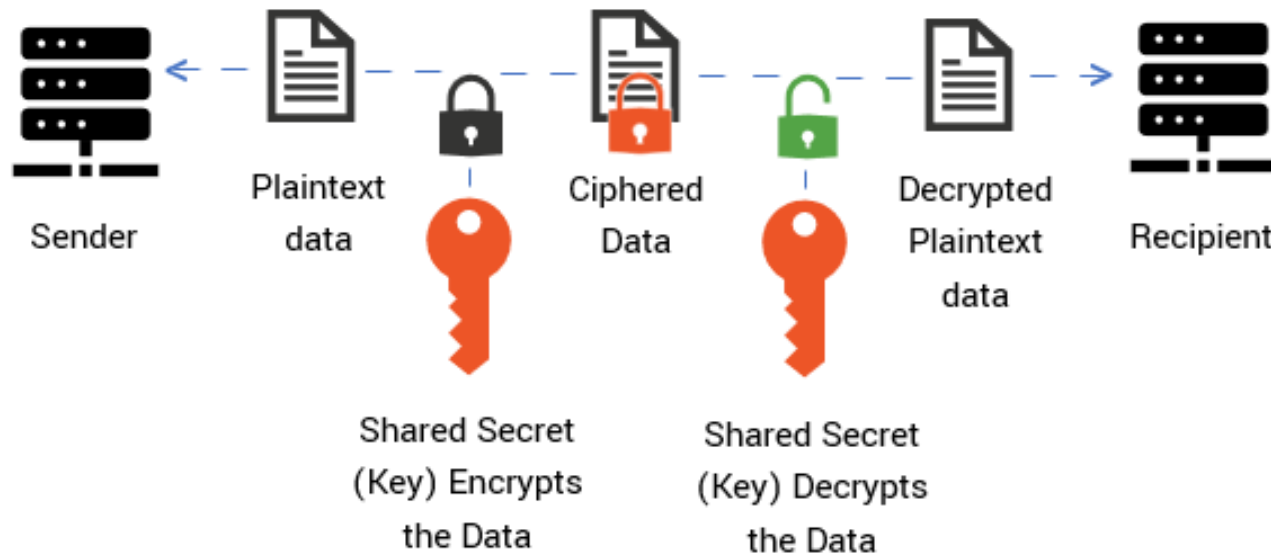 Sender
Plaintext
data
Ciphered
Data
Decrypted
Plaintext
data
Recipient
Shared Secret
(Key) Encrypts
the Data
Shared Secret
(Key) Decrypts
the Data